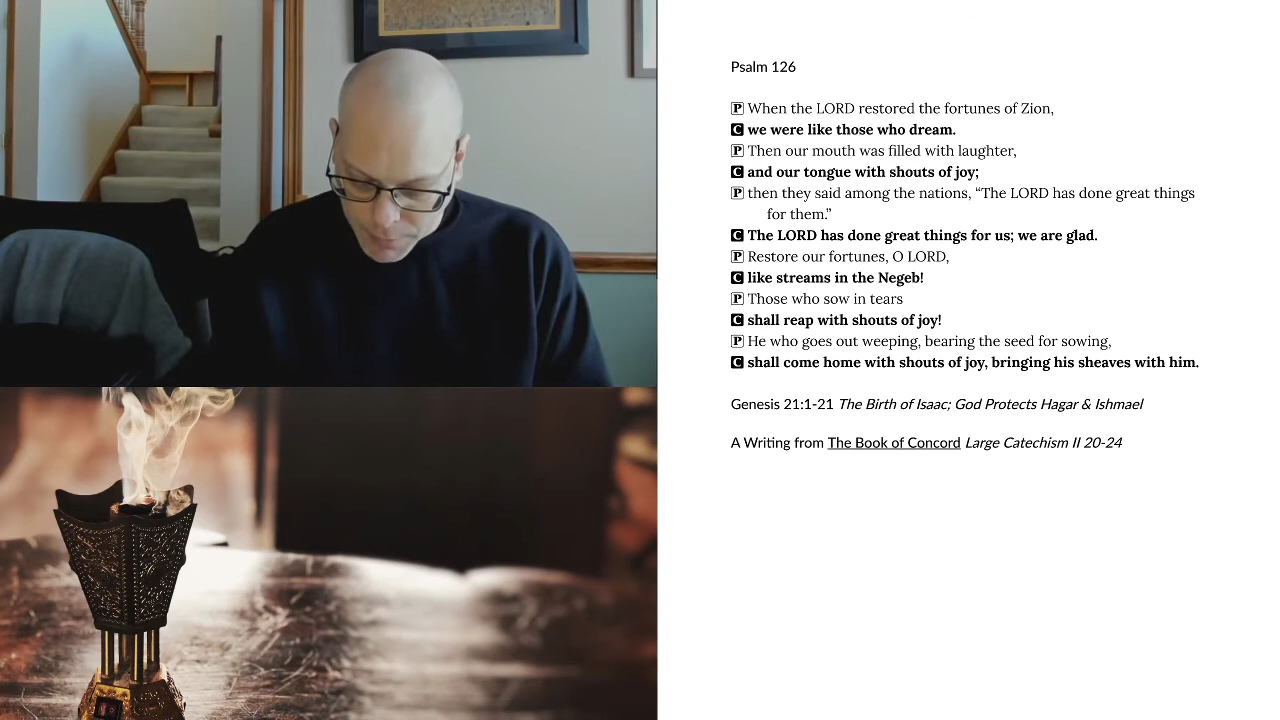 Psalm 126
P When the LORD restored the fortunes of Zion,
C we were like those who dream.
P Then our mouth was filled with laughter,
C and our tongue with shouts of joy;
P then they said among the nations, “The LORD has done great things
for them.”
C The LORD has done great things for us; we are glad.
P Restore our fortunes, O LORD,
C like streams in the Negeb!
P Those who sow in tears
C shall reap with shouts of joy!
P He who goes out weeping, bearing the seed for sowing,
C shall come home with shouts of joy, bringing his sheaves with him.
Genesis 21:1-21 The Birth of Isaac; God Protects Hagar & Ishmael
A Writing from The Book of Concord Large Catechism II 20-24